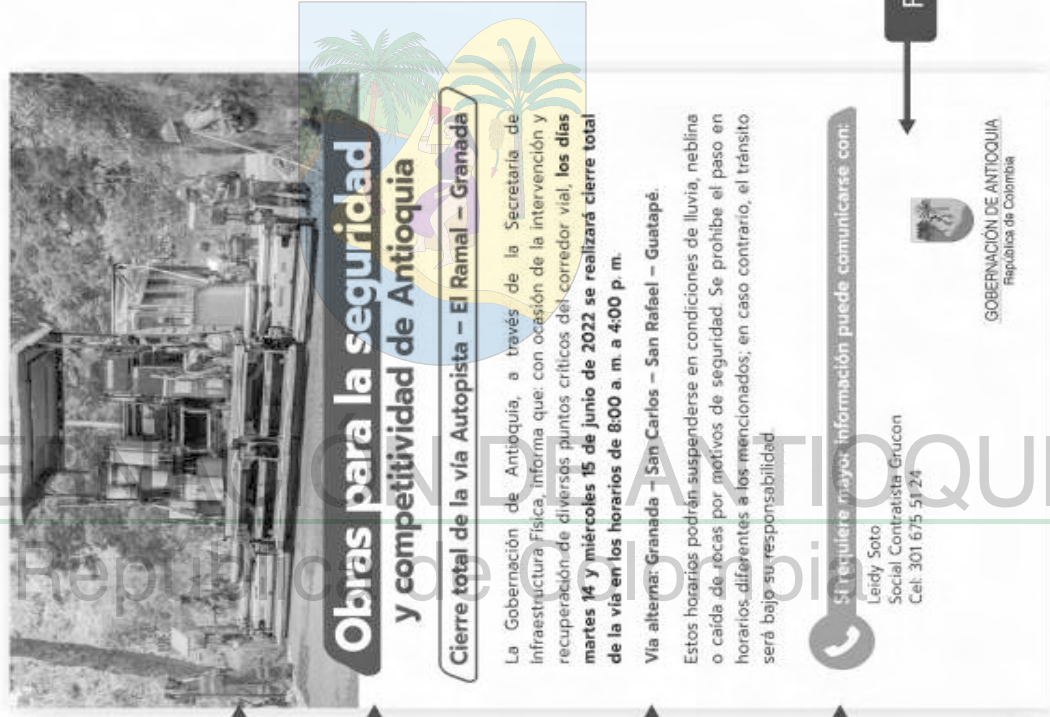 Obras para la seguridad
y competitividad de Antioquia
Cierre total de la vía Autopista – El Ramal – Granada
La Gobernación de Antioquia, a través de la Secretaría de
Infraestructura Física, informa que: con ocasión de la intervención y
recuperación de diversos puntos críticos del corredor vial, los días
martes 14 y miércoles 15 de junio de 2022 se realizará cierre total
de la vía en los horarios de 8:00 a. m. a 4:00 p. m.
Vía alterna: Granada – San Carlos – San Rafael – Guatapé.
Estos horarios podrán suspenderse en condiciones de lluvia, neblina
o caída de rocas por motivos de seguridad. Se prohíbe el paso en
horarios diferentes a los mencionados; en caso contrario, el tránsito
será bajo su responsabilidad.
Si requiere mayor información puede comunicarse con:
Leidy Soto
Social Contratista Grucon
Cel: 301 675 51 24
GOBERNACIÓN DE ANTIOQUIA
República de Colombia
DE ANTIOQU
República de Colombia